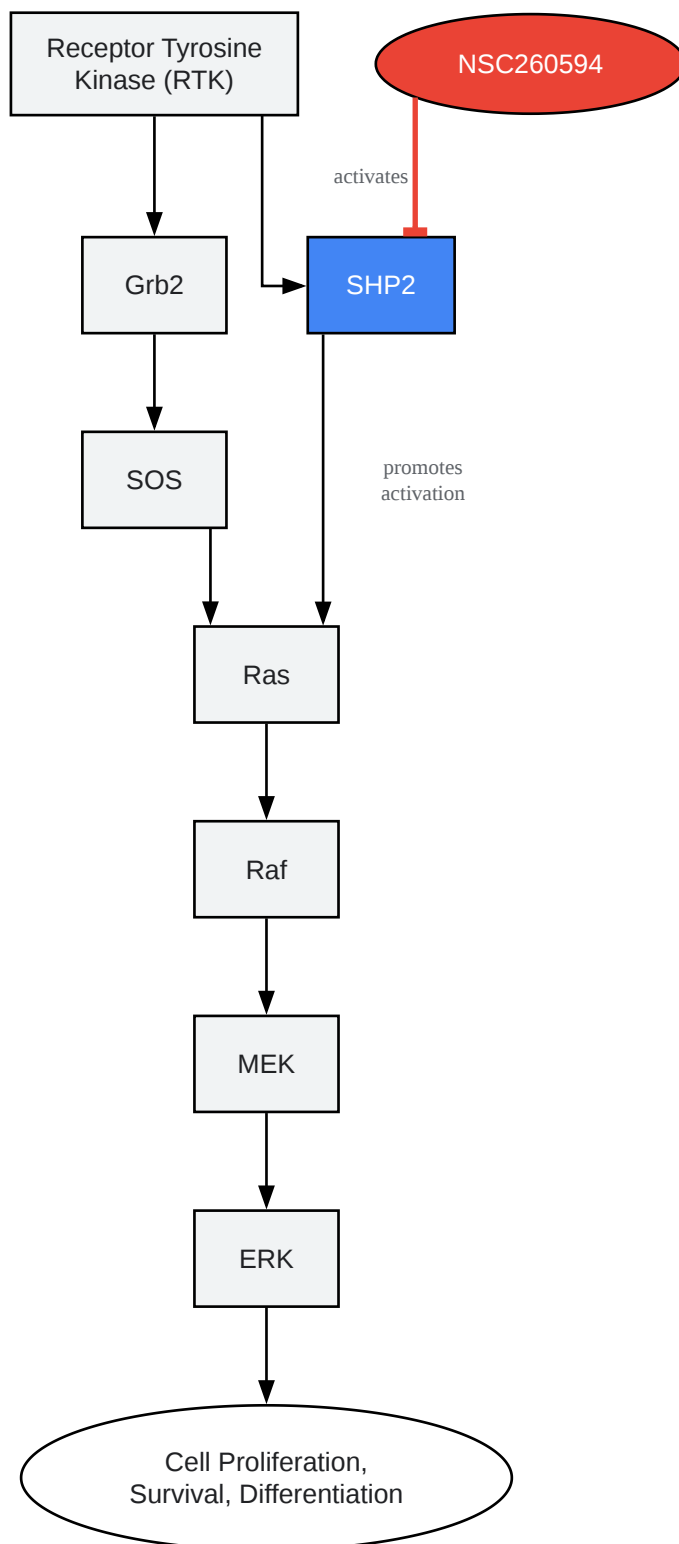 Receptor Tyrosine
Kinase (RTK)
NSC260594
activates
Grb2
SHP2
promotes
activation
SOS
Ras
Raf
MEK
ERK
Cell Proliferation,
Survival, Differentiation